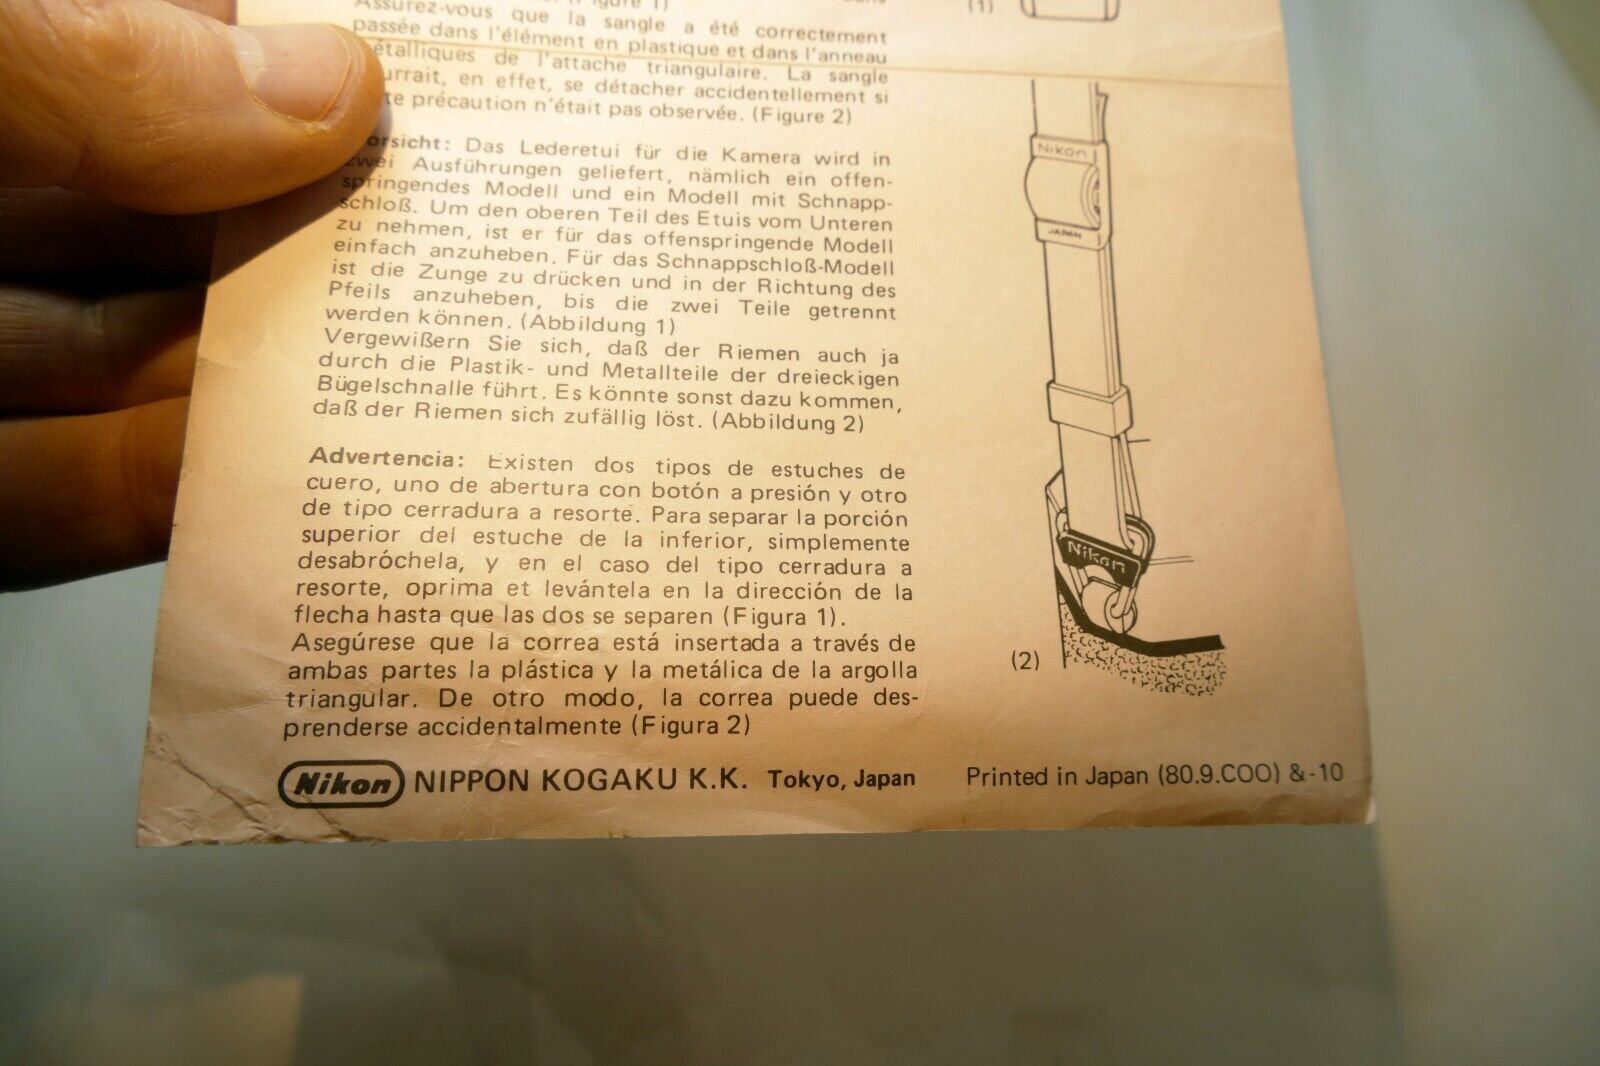 (Figure 1)
(1)
Assurez-vous que la sangle a été correctement
passée dans l'élément en plastique et dans l'anneau
étalliques de l'attache triangulaire. La sangle
urrait, en effet, se détacher accidentellement si
te précaution n'était pas observée. (Figure 2)
orsicht: Das Lederetui für die Kamera wird in
zwei Ausführungen geliefert, nämlich ein offen-
springendes Modell und ein Modell mit Schnapp-
schloß. Um den oberen Teil des Etuis vom Unteren
zu nehmen, ist er für das offenspringende Modell
einfach anzuheben. Für das Schnappschloß-Modell
ist die Zunge zu drücken und in der Richtung des
Pfeils anzuheben, bis die zwei Teile getrennt
werden können. (Abbildung 1)
Vergewißern Sie sich, daß der Riemen auch ja
durch die Plastik- und Metallteile der dreieckigen
Bügelschnalle führt. Es könnte sonst dazu kommen,
daß der Riemen sich zufällig löst. (Abbildung 2)
Advertencia: Existen dos tipos de estuches de
cuero, uno de abertura con botón a presión y otro
de tipo cerradura a resorte. Para separar la porción
superior del estuche de la inferior, simplemente
desabróchela, y en el caso del tipo cerradura a
resorte, oprima et levántela en la dirección de la
flecha hasta que las dos se separen (Figura 1).
Asegúrese que la correa está insertada a través de
ambas partes la plástica y la metálica de la argolla
triangular. De otro modo, la correa puede des-
prenderse accidentalmente (Figura 2)
Nikon
JAPAN
Nikon
(2)
Nikon NIPPON KOGAKU K.K. Tokyo, Japan
Printed in Japan (80.9.COO) &-10